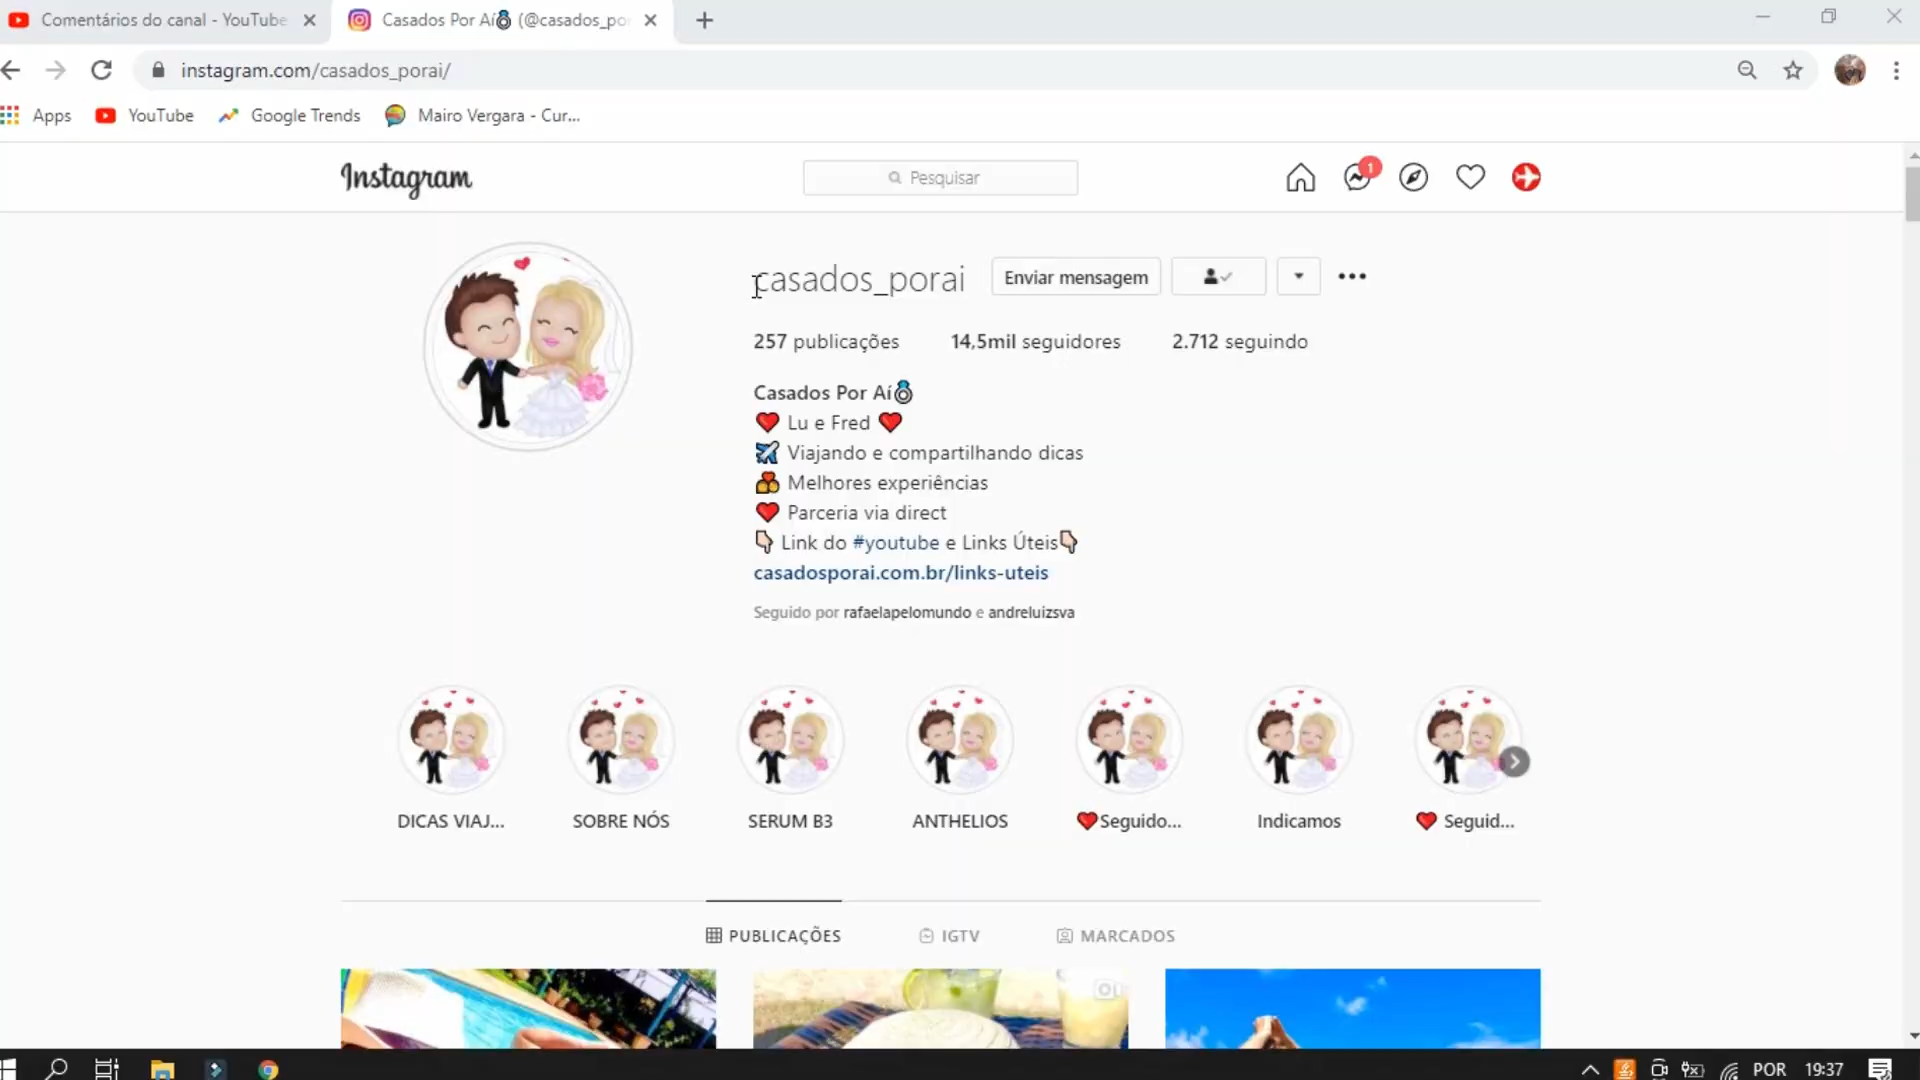 Comentários do canal - YouTube
Casados Por Aí💍 (@casados_po
instagram.com/casados_porai/
Apps
YouTube
Google Trends
Mairo Vergara - Cur...
Instagram
Pesquisar
1
casados_porai
Enviar mensagem
257 publicações
14,5mil seguidores
2.712 seguindo
Casados Por Aí💍
❤️ Lu e Fred ❤️
✈️ Viajando e compartilhando dicas
💑 Melhores experiências
❤️ Parceria via direct
👇🏻 Link do #youtube e Links Úteis👇🏻
casadosporai.com.br/links-uteis
Seguido por rafaelapelomundo e andreluizsva
DICAS VIAJ...
SOBRE NÓS
SERUM B3
ANTHELIOS
❤️Seguido...
Indicamos
❤️ Seguid...
PUBLICAÇÕES
IGTV
MARCADOS
POR
19:37